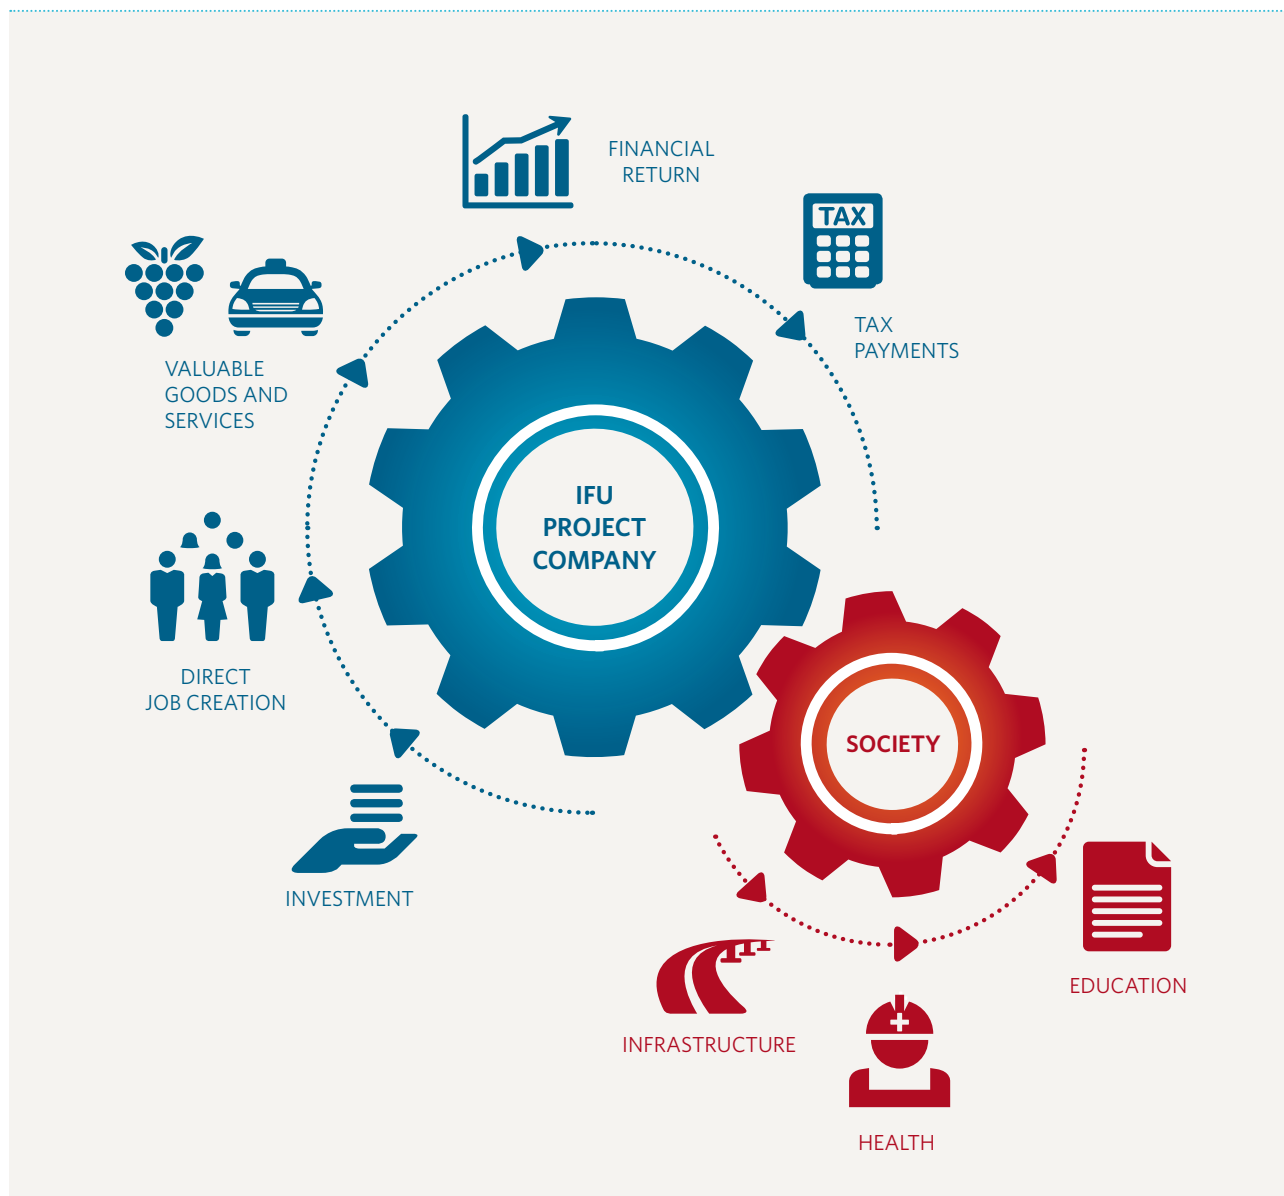 FINANCIAL
RETURN
TAX
TAX
PAYMENTS
VALUABLE
GOODS AND
SERVICES
IFU
PROJECT
COMPANY
DIRECT
JOB CREATION
SOCIETY
INVESTMENT
EDUCATION
INFRASTRUCTURE
HEALTH